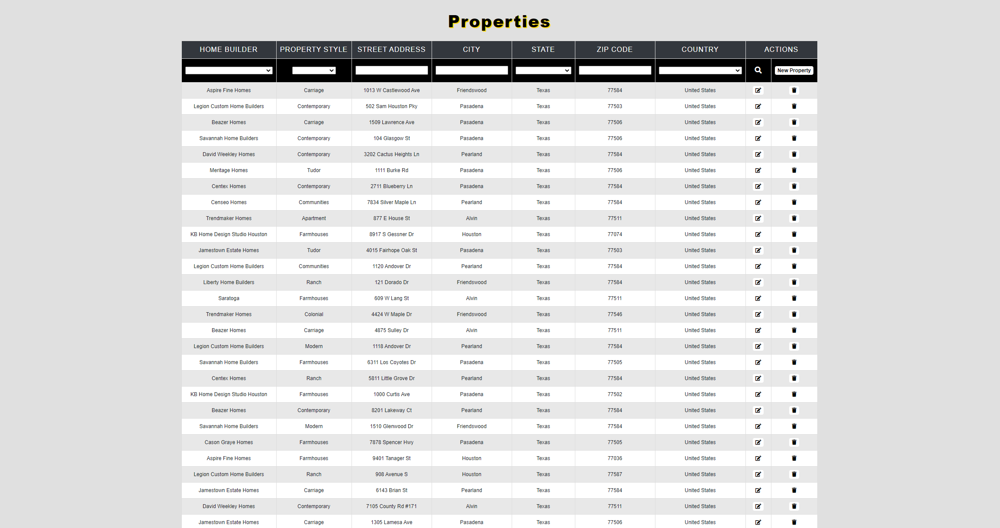 Properties
HOME BUILDER PROPERTY STYLE STREET ADDRESS CITY STATE ZIP CODE COUNTRY ACTIONS
New Property
Aspire Fine Homes Carriage 1013 W Castlewood Ave Friendswood Texas 77584 United States
Legion Custom Home Builders Contemporary 502 Sam Houston Pky Pasadena Texas 77503 United States
Beazer Homes Carriage 1509 Lawrence Ave Pasadena Texas 77506 United States
Savannah Home Builders Contemporary 104 Glasgow St Pasadena Texas 77506 United States
David Weekley Homes Contemporary 3202 Cactus Heights Ln Pearland Texas 77584 United States
Meritage Homes Tudor 1111 Burke Rd Pasadena Texas 77506 United States
Centex Homes Contemporary 2711 Blueberry Ln Pasadena Texas 77584 United States
Censeo Homes Communities 7834 Silver Maple Ln Pearland Texas 77584 United States
Trendmaker Homes Apartment 877 E House St Alvin Texas 77511 United States
KB Home Design Studio Houston Farmhouses 8917 S Gessner Dr Houston Texas 77074 United States
Jamestown Estate Homes Tudor 4015 Fairhope Oak St Pasadena Texas 77503 United States
Legion Custom Home Builders Communities 1120 Andover Dr Pearland Texas 77584 United States
Liberty Home Builders Ranch 121 Dorado Dr Friendswood Texas 77584 United States
Saratoga Farmhouses 609 W Lang St Alvin Texas 77511 United States
Trendmaker Homes Colonial 4424 W Maple Dr Friendswood Texas 77546 United States
Beazer Homes Carriage 4875 Sulley Dr Alvin Texas 77511 United States
Legion Custom Home Builders Modern 1118 Andover Dr Pearland Texas 77584 United States
Savannah Home Builders Farmhouses 6311 Los Coyotes Dr Pasadena Texas 77505 United States
Centex Homes Ranch 5811 Little Grove Dr Pearland Texas 77584 United States
KB Home Design Studio Houston Farmhouses 1000 Curtis Ave Pasadena Texas 77502 United States
Beazer Homes Contemporary 8201 Lakeway Ct Pearland Texas 77584 United States
Savannah Home Builders Modern 1510 Glenwood Dr Friendswood Texas 77584 United States
Cason Graye Homes Farmhouses 7878 Spencer Hwy Pasadena Texas 77505 United States
Aspire Fine Homes Farmhouses 9401 Tanager St Houston Texas 77036 United States
Legion Custom Home Builders Ranch 908 Avenue S Houston Texas 77587 United States
Jamestown Estate Homes Carriage 6143 Brian St Pearland Texas 77584 United States
David Weekley Homes Contemporary 7105 County Rd #171 Alvin Texas 77511 United States
Jamestown Estate Homes Carriage 1305 Lamesa Ave Pasadena Texas 77506 United States